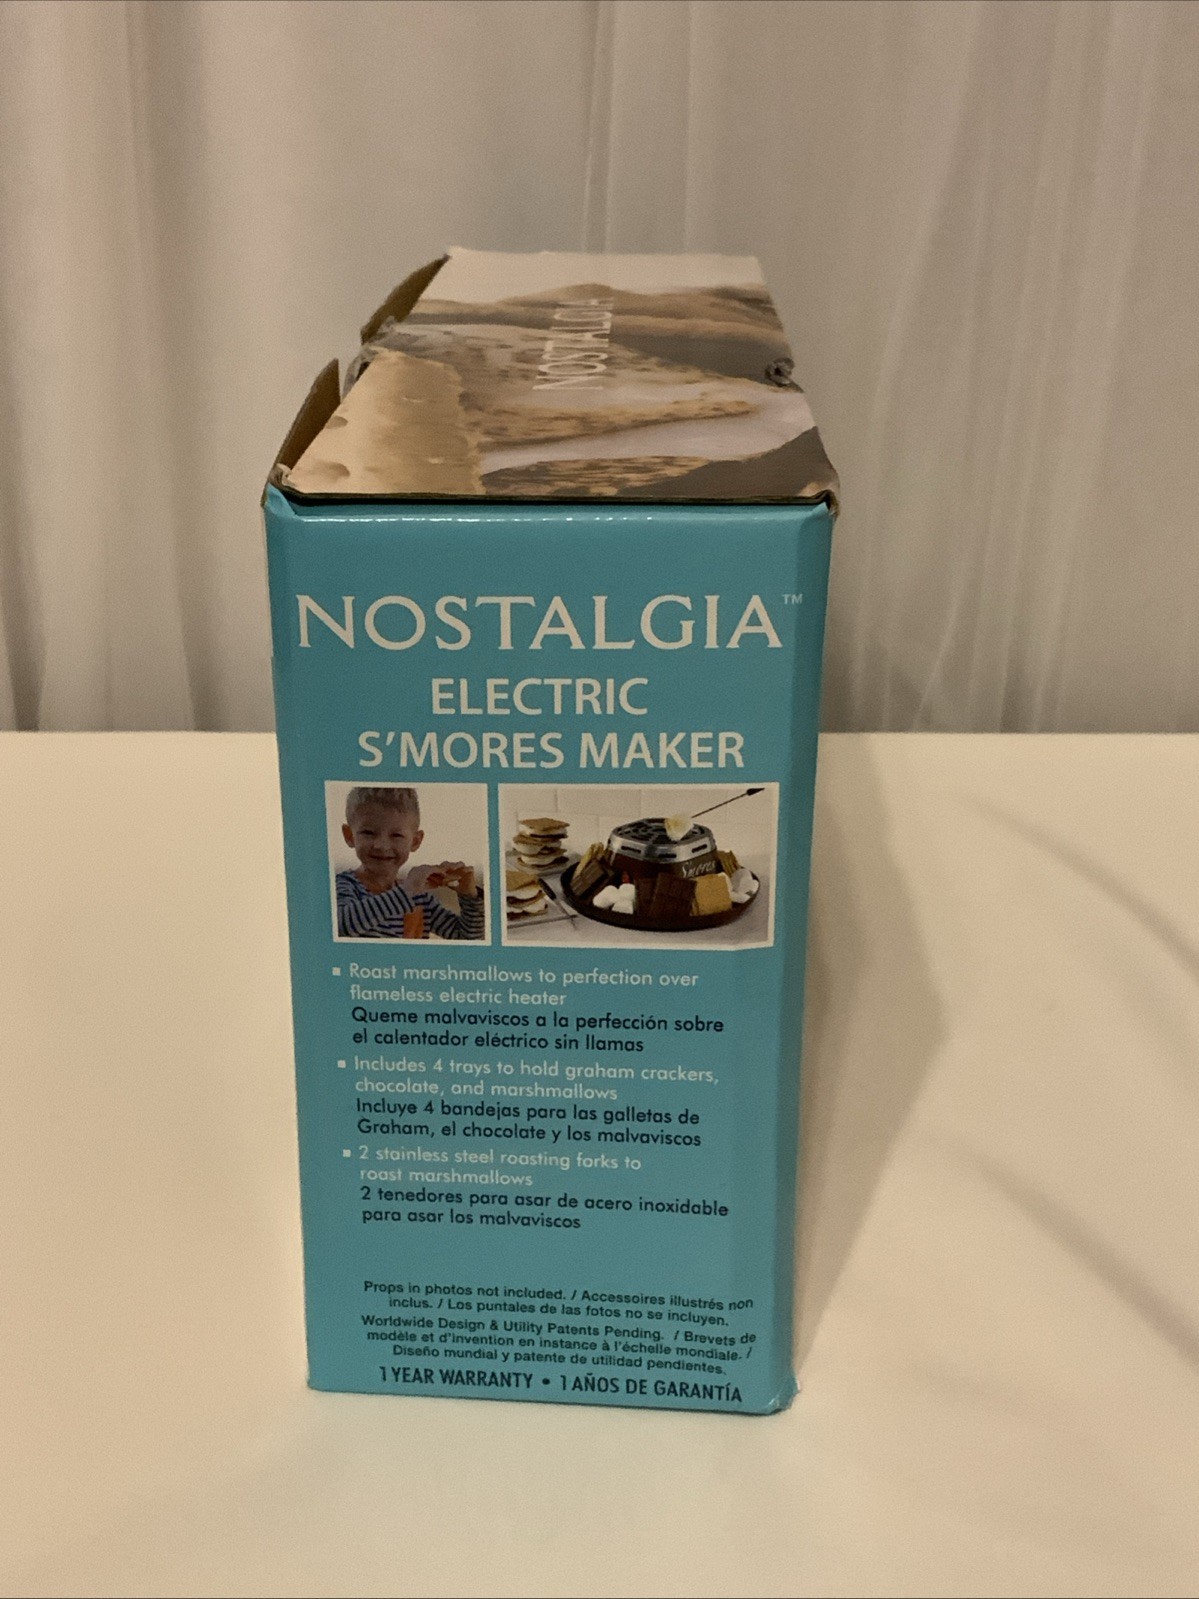 NOSTALGIA
NOSTALGIA™
ELECTRIC
S'MORES MAKER
S'mores
▪ Roast marshmallows to perfection over
flameless electric heater
Queme malvaviscos a la perfección sobre
el calentador eléctrico sin llamas
▪ Includes 4 trays to hold graham crackers,
chocolate, and marshmallows
Incluye 4 bandejas para las galletas de
Graham, el chocolate y los malvaviscos
▪ 2 stainless steel roasting forks to
roast marshmallows
2 tenedores para asar de acero inoxidable
para asar los malvaviscos
Props in photos not included. / Accessoires illustrés non
inclus. / Los puntales de las fotos no se incluyen.
Worldwide Design & Utility Patents Pending. / Brevets de
modèle et d'invention en instance à l'échelle mondiale. /
Diseño mundial y patente de utilidad pendientes.
1 YEAR WARRANTY • 1 AÑOS DE GARANTÍA